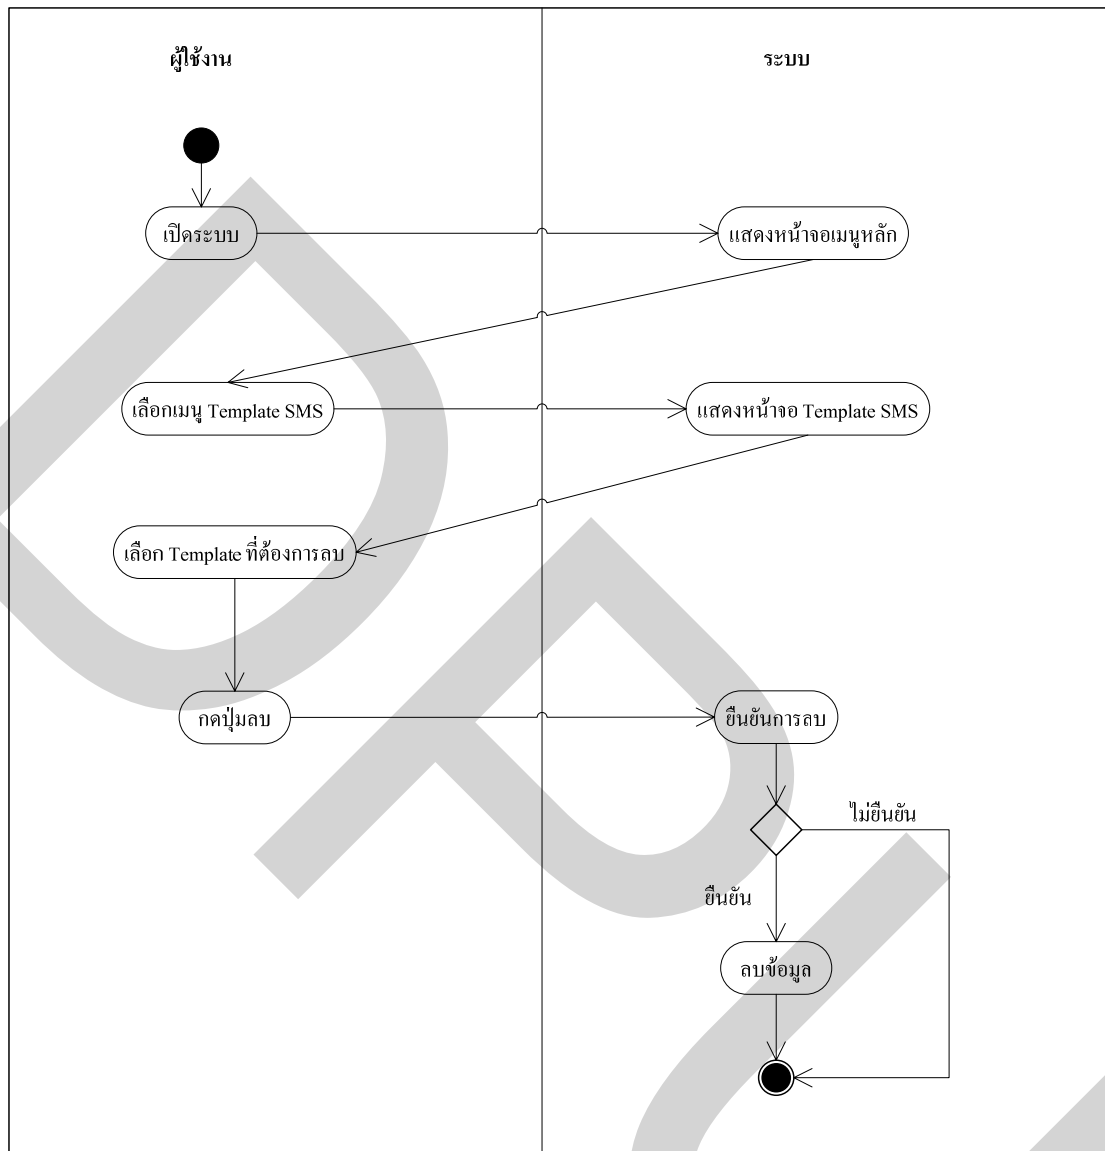 ผู้ใช้งาน
ระบบ
เปิดระบบ
แสดงหน้าจอเมนูหลัก
เลือกเมนู Template SMS
แสดงหน้าจอ Template SMS
เลือก Template ที่ต้องการลบ
กดปุ่มลบ
ยืนยันการลบ
ไม่ยืนยัน
ยืนยัน
ลบข้อมูล